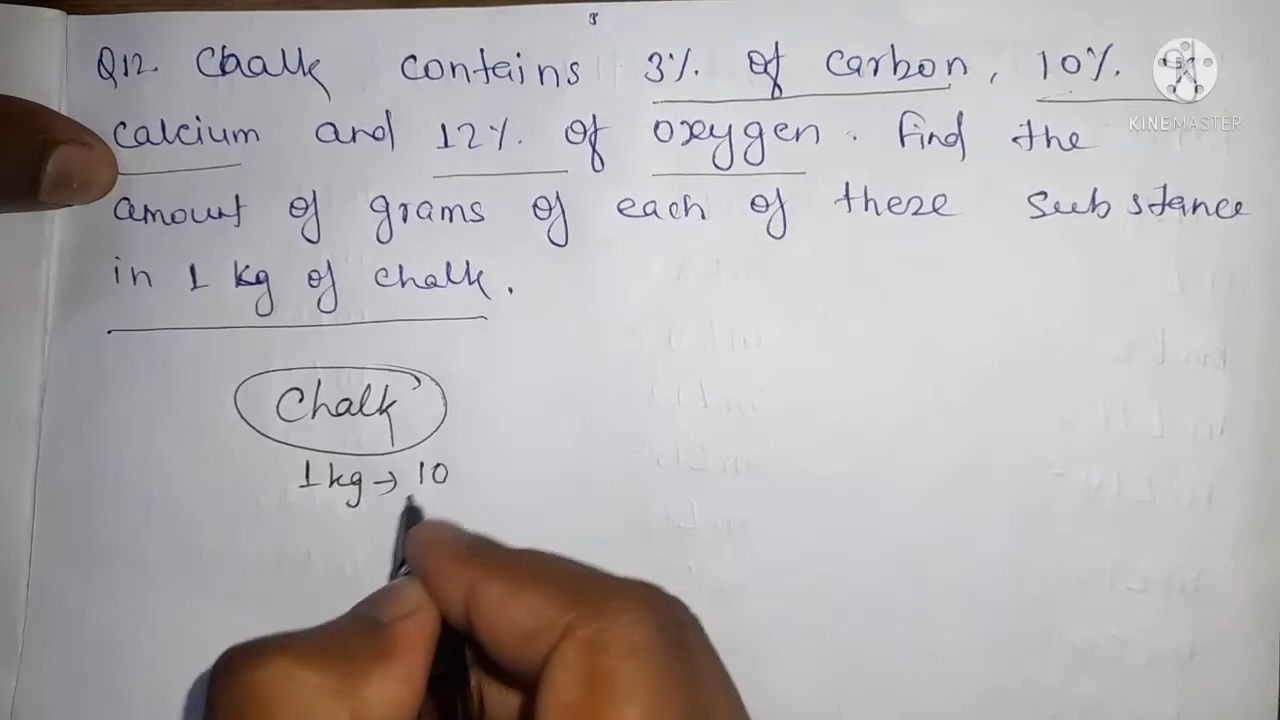 Q12. Chalk contains 3% of carbon, 10%
KINEMASTER
calcium and 12% of oxygen. Find the
amount of grams of each of these substance
in 1 kg of chalk.
Chalk
1kg → 10